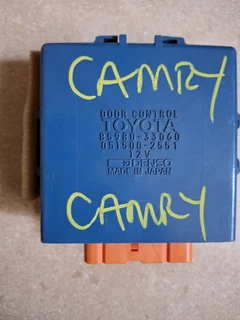 CAMRY
DOOR CONTROL
TOYOTA
85980-33060
051500-2551
12V
DENSO
MADE IN JAPAN
CAMRY